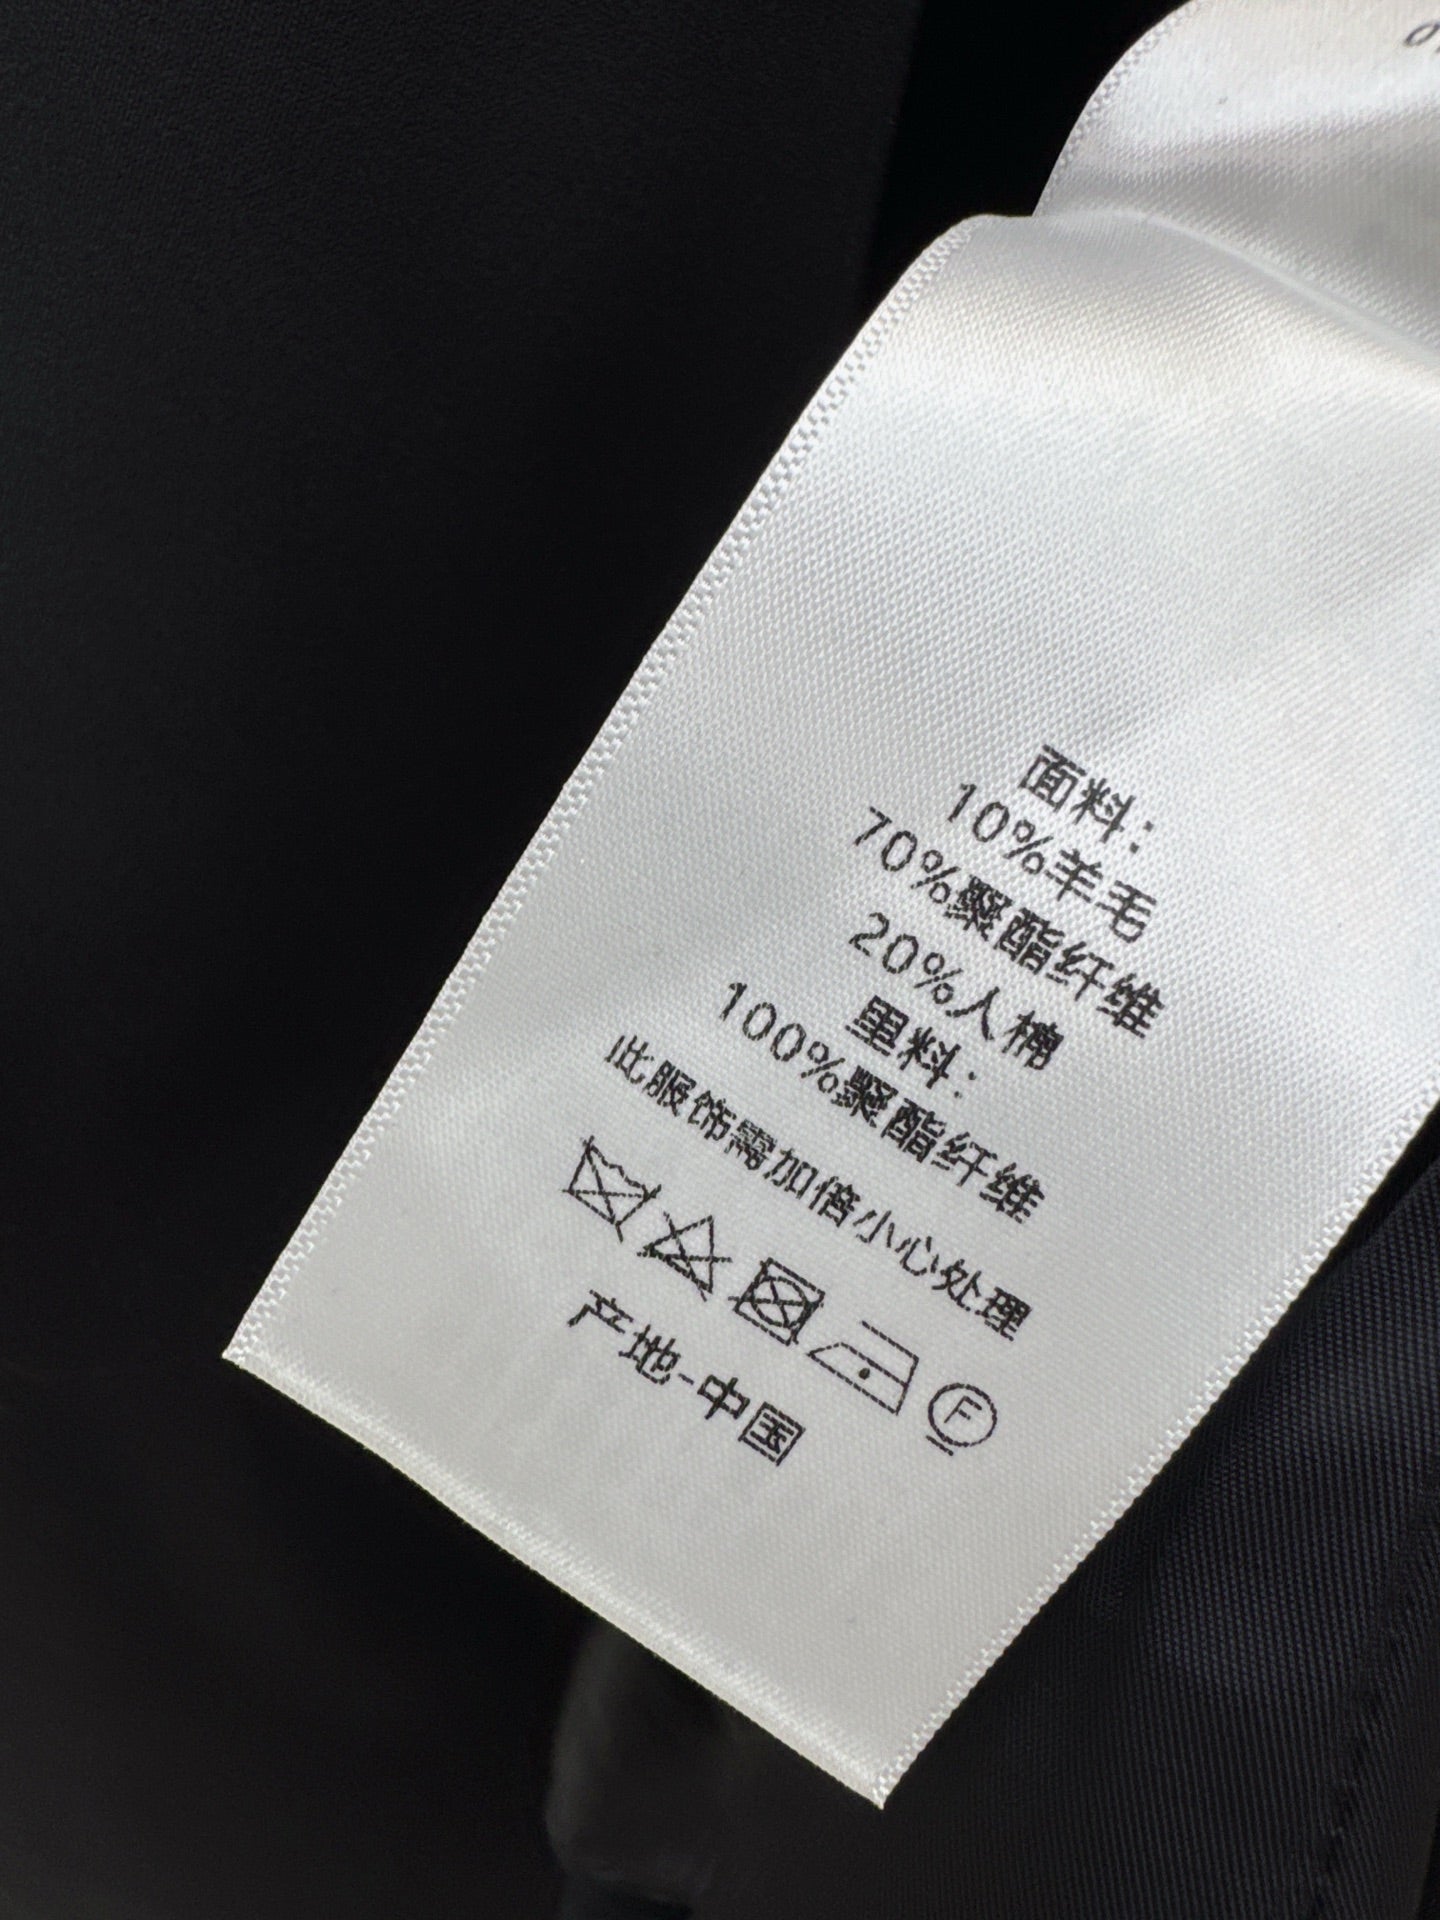 面料：
10%羊毛
70%聚酯纤维
20%人棉
里料：
100%聚酯纤维
此服饰需加倍小心处理
F
产地-中国